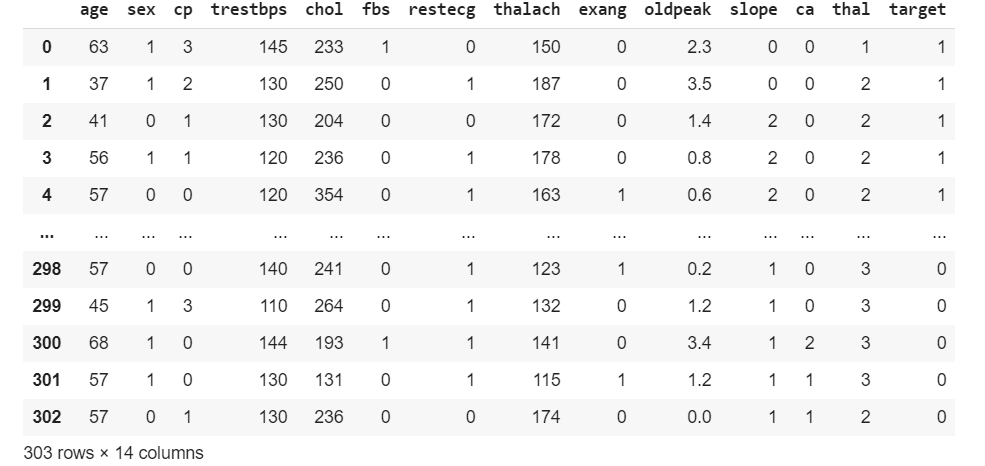 age sex cp trestbps chol fbs restecg thalach exang oldpeak slope ca thal target
0 63 1 3 145 233 1 0 150 0 2.3 0 0 1 1
1 37 1 2 130 250 0 1 187 0 3.5 0 0 2 1
2 41 0 1 130 204 0 0 172 0 1.4 2 0 2 1
3 56 1 1 120 236 0 1 178 0 0.8 2 0 2 1
4 57 0 0 120 354 0 1 163 1 0.6 2 0 2 1
... ... ... ... ... ... ... ... ... ... ... ... ... ... ...
298 57 0 0 140 241 0 1 123 1 0.2 1 0 3 0
299 45 1 3 110 264 0 1 132 0 1.2 1 0 3 0
300 68 1 0 144 193 1 1 141 0 3.4 1 2 3 0
301 57 1 0 130 131 0 1 115 1 1.2 1 1 3 0
302 57 0 1 130 236 0 0 174 0 0.0 1 1 2 0
303 rows × 14 columns